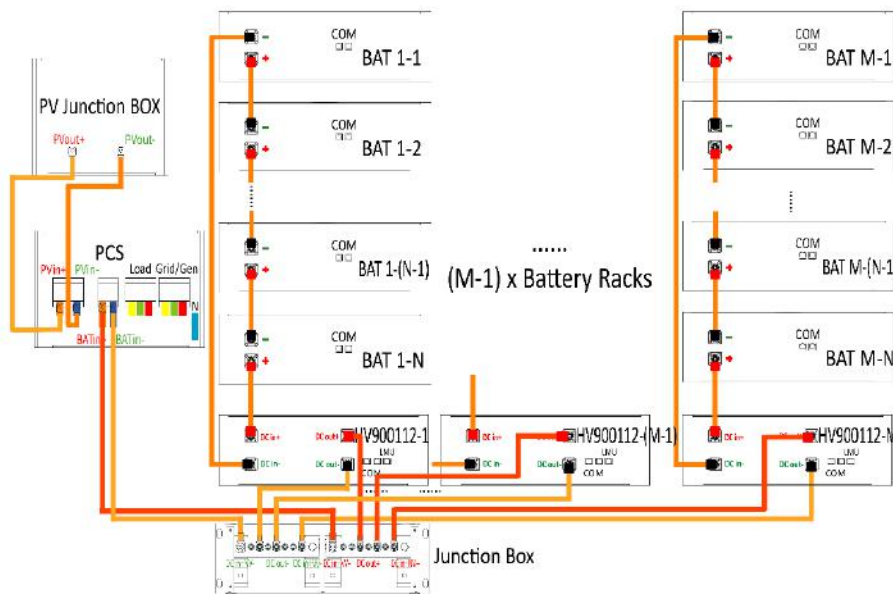 PV Junction BOX
PVout+ PVout-
PCS
PVin+ PVin- Load Grid/Gen
N
BATin+ BATin-
COM
- +
BAT 1-1
COM
- +
BAT 1-2
......
COM
- +
BAT 1-(N-1)
COM
- +
BAT 1-N
......
(M-1) x Battery Racks
COM
- +
BAT M-1
COM
- +
BAT M-2
......
COM
- +
BAT M-(N-1
COM
- +
BAT M-N
DCin+ DCout+ HV900112-1
LMU
DCin- DCout- COM
DCin+ DCout+ HV900112-(M-1)
LMU
DCin- DCout- COM
DCin+ DCout+ HV900112-M
LMU
DCin- DCout- COM
...... ......
Junction Box
DCout- DCout+